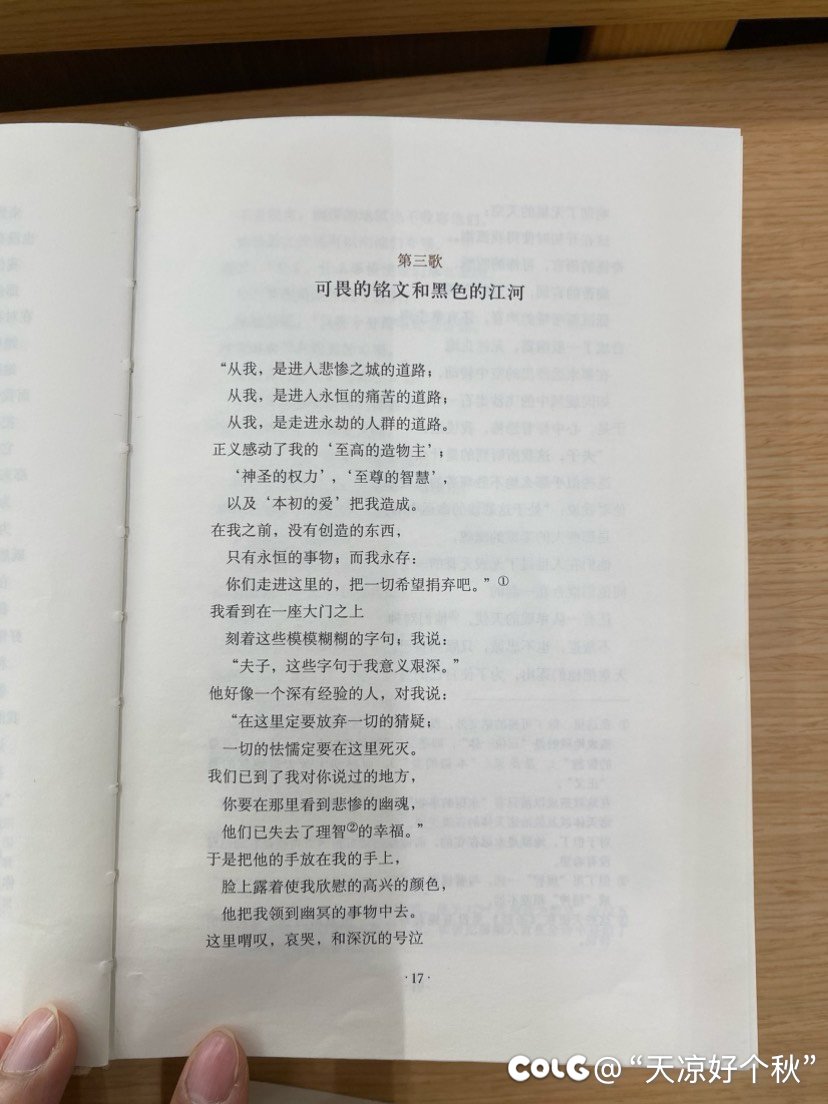 第三歌
可畏的铭文和黑色的江河
“从我，是进入悲惨之城的道路；
从我，是进入永恒的痛苦的道路；
从我，是走进永劫的人群的道路。
正义感动了我的‘至高的造物主’；
‘神圣的权力’，‘至尊的智慧’，
以及‘本初的爱’把我造成。
在我之前，没有创造的东西，
只有永恒的事物；而我永存：
你们走进这里的，把一切希望捐弃吧。”①
我看到在一座大门之上
刻着这些模模糊糊的字句；我说：
“夫子，这些字句于我意义艰深。”
他好像一个深有经验的人，对我说：
“在这里定要放弃一切的猜疑；
一切的怯懦定要在这里死灭。
我们已到了我对你说过的地方，
你要在那里看到悲惨的幽魂，
他们已失去了理智②的幸福。”
于是把他的手放在我的手上，
脸上露着使我欣慰的高兴的颜色，
他把我领到幽冥的事物中去。
这里喟叹，哀哭，和深沉的号泣
·17·
COLG@“天凉好个秋”